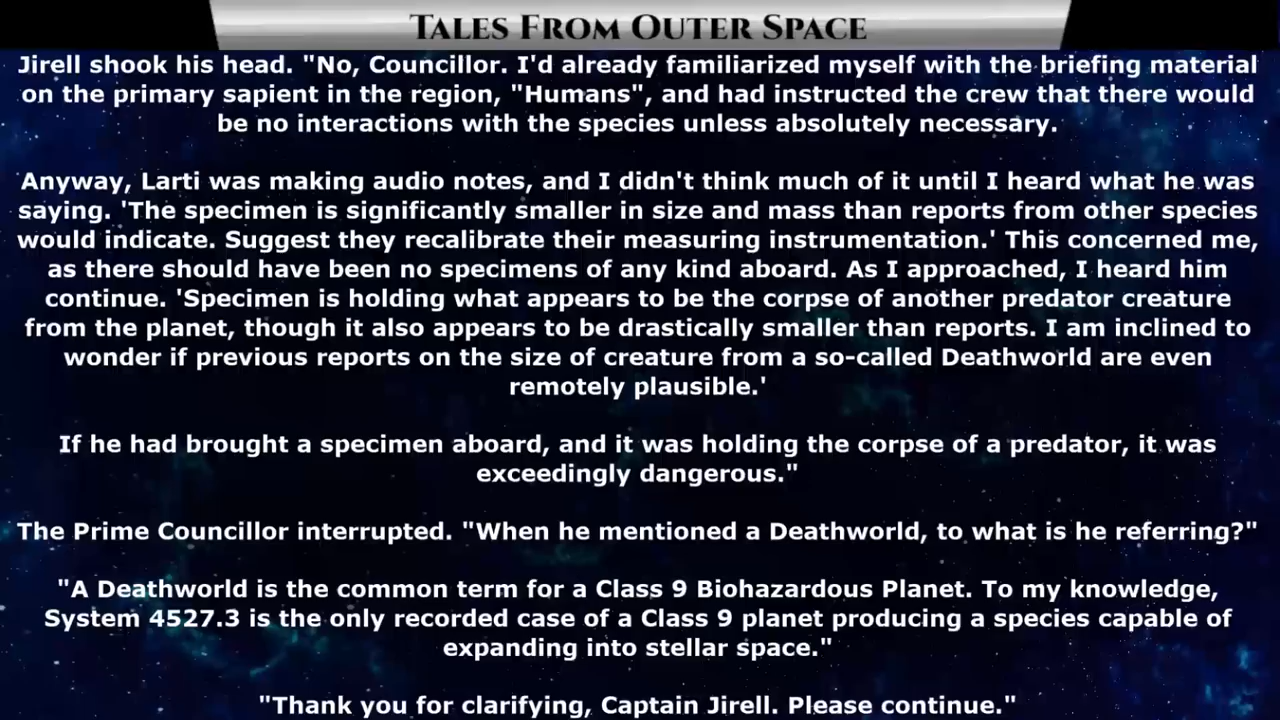 Tales From Outer Space
Jirell shook his head. "No, Councillor. I'd already familiarized myself with the briefing material
on the primary sapient in the region, "Humans", and had instructed the crew that there would
be no interactions with the species unless absolutely necessary.
Anyway, Larti was making audio notes, and I didn't think much of it until I heard what he was
saying. 'The specimen is significantly smaller in size and mass than reports from other species
would indicate. Suggest they recalibrate their measuring instrumentation.' This concerned me,
as there should have been no specimens of any kind aboard. As I approached, I heard him
continue. 'Specimen is holding what appears to be the corpse of another predator creature
from the planet, though it also appears to be drastically smaller than reports. I am inclined to
wonder if previous reports on the size of creature from a so-called Deathworld are even
remotely plausible.'
If he had brought a specimen aboard, and it was holding the corpse of a predator, it was
exceedingly dangerous."
The Prime Councillor interrupted. "When he mentioned a Deathworld, to what is he referring?"
"A Deathworld is the common term for a Class 9 Biohazardous Planet. To my knowledge,
System 4527.3 is the only recorded case of a Class 9 planet producing a species capable of
expanding into stellar space."
"Thank you for clarifying, Captain Jirell. Please continue."